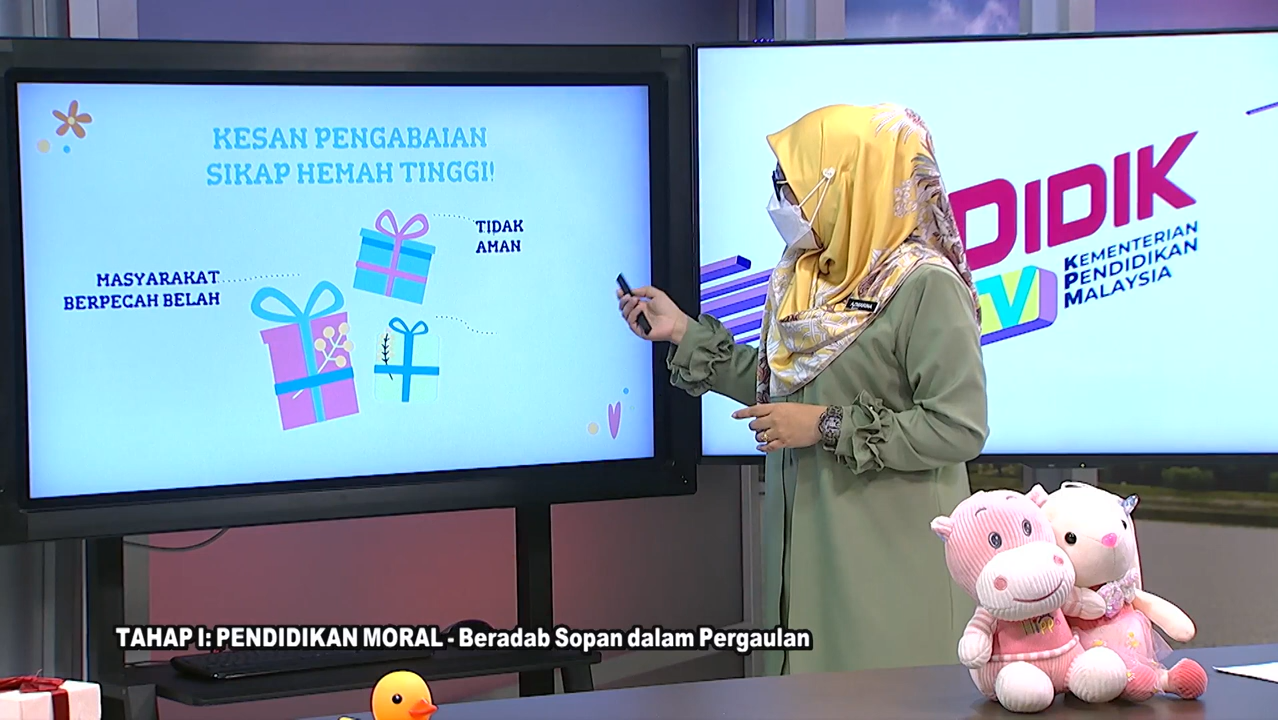 KESAN PENGABAIAN
SIKAP HEMAH TINGGI!
TIDAK
AMAN
MASYARAKAT
BERPECAH BELAH
DIDIK
TV
KEMENTERIAN
PENDIDIKAN
MALAYSIA
TAHAP I: PENDIDIKAN MORAL - Beradab Sopan dalam Pergaulan